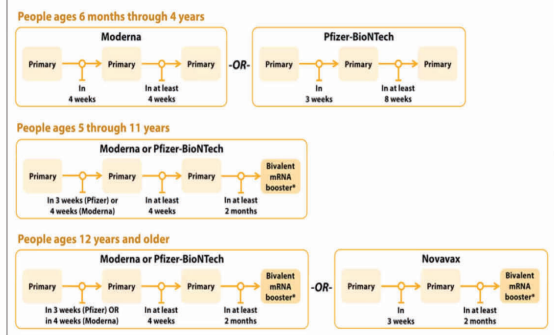 People ages 6 months through 4 years
Moderna
Primary Primary Primary
In
4 weeks
In at least
4 weeks
-OR-
Pfizer-BioNTech
Primary Primary Primary
In
3 weeks
In at least
8 weeks
People ages 5 through 11 years
Moderna or Pfizer-BioNTech
Primary Primary Primary
Bivalent
mRNA
booster*
In 3 weeks (Pfizer) or
4 weeks (Moderna)
In at least
4 weeks
In at least
2 months
People ages 12 years and older
Moderna or Pfizer-BioNTech
Primary Primary Primary
Bivalent
mRNA
booster*
In 3 weeks (Pfizer) OR
in 4 weeks (Moderna)
In at least
4 weeks
In at least
2 months
-OR-
Novavax
Primary Primary
Bivalent
mRNA
booster*
In
3 weeks
In at least
2 months